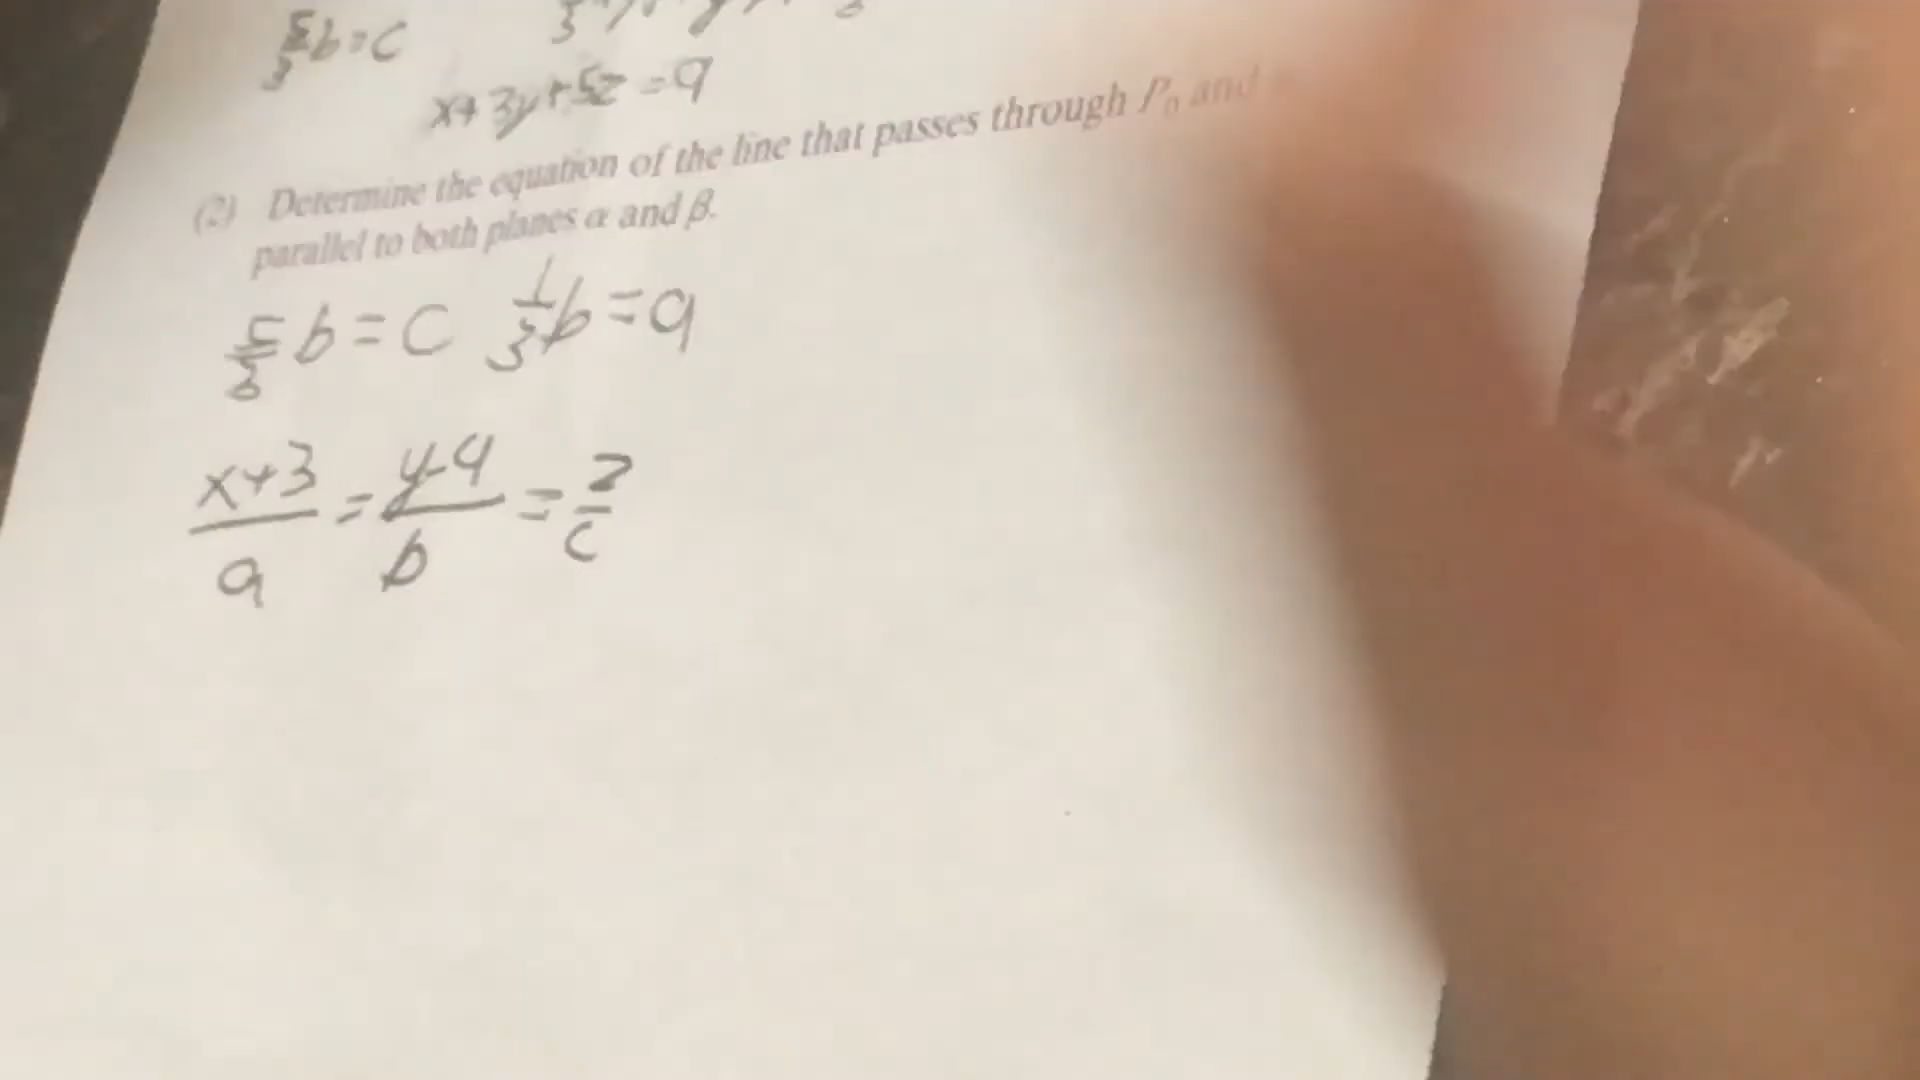 5/3 b = c
x+3y+5z = 9
(2) Determine the equation of the line that passes through P₀ and
parallel to both planes α and β.
5/3 b = c 1/3 b = a
(x+3)/a = (y-9)/b = z/c